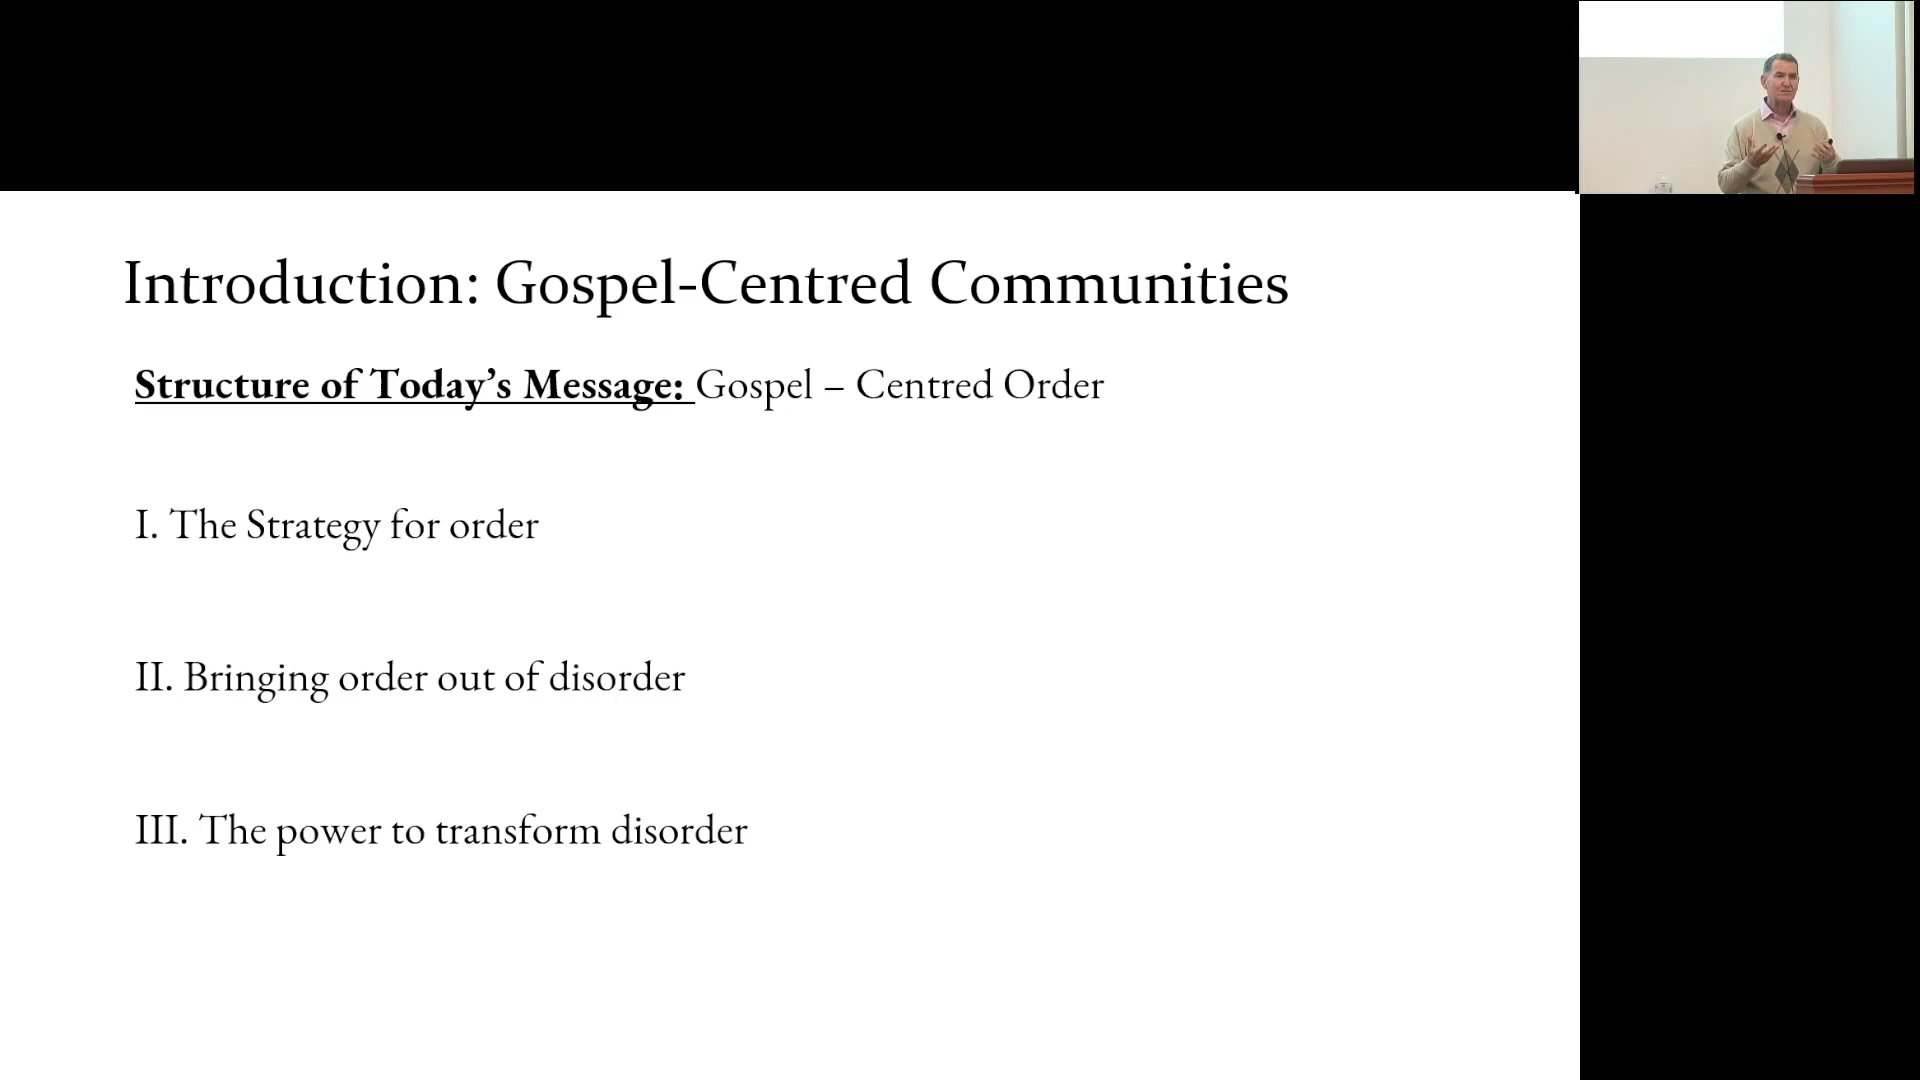 Introduction: Gospel-Centred Communities
Structure of Today’s Message: Gospel – Centred Order
I. The Strategy for order
II. Bringing order out of disorder
III. The power to transform disorder